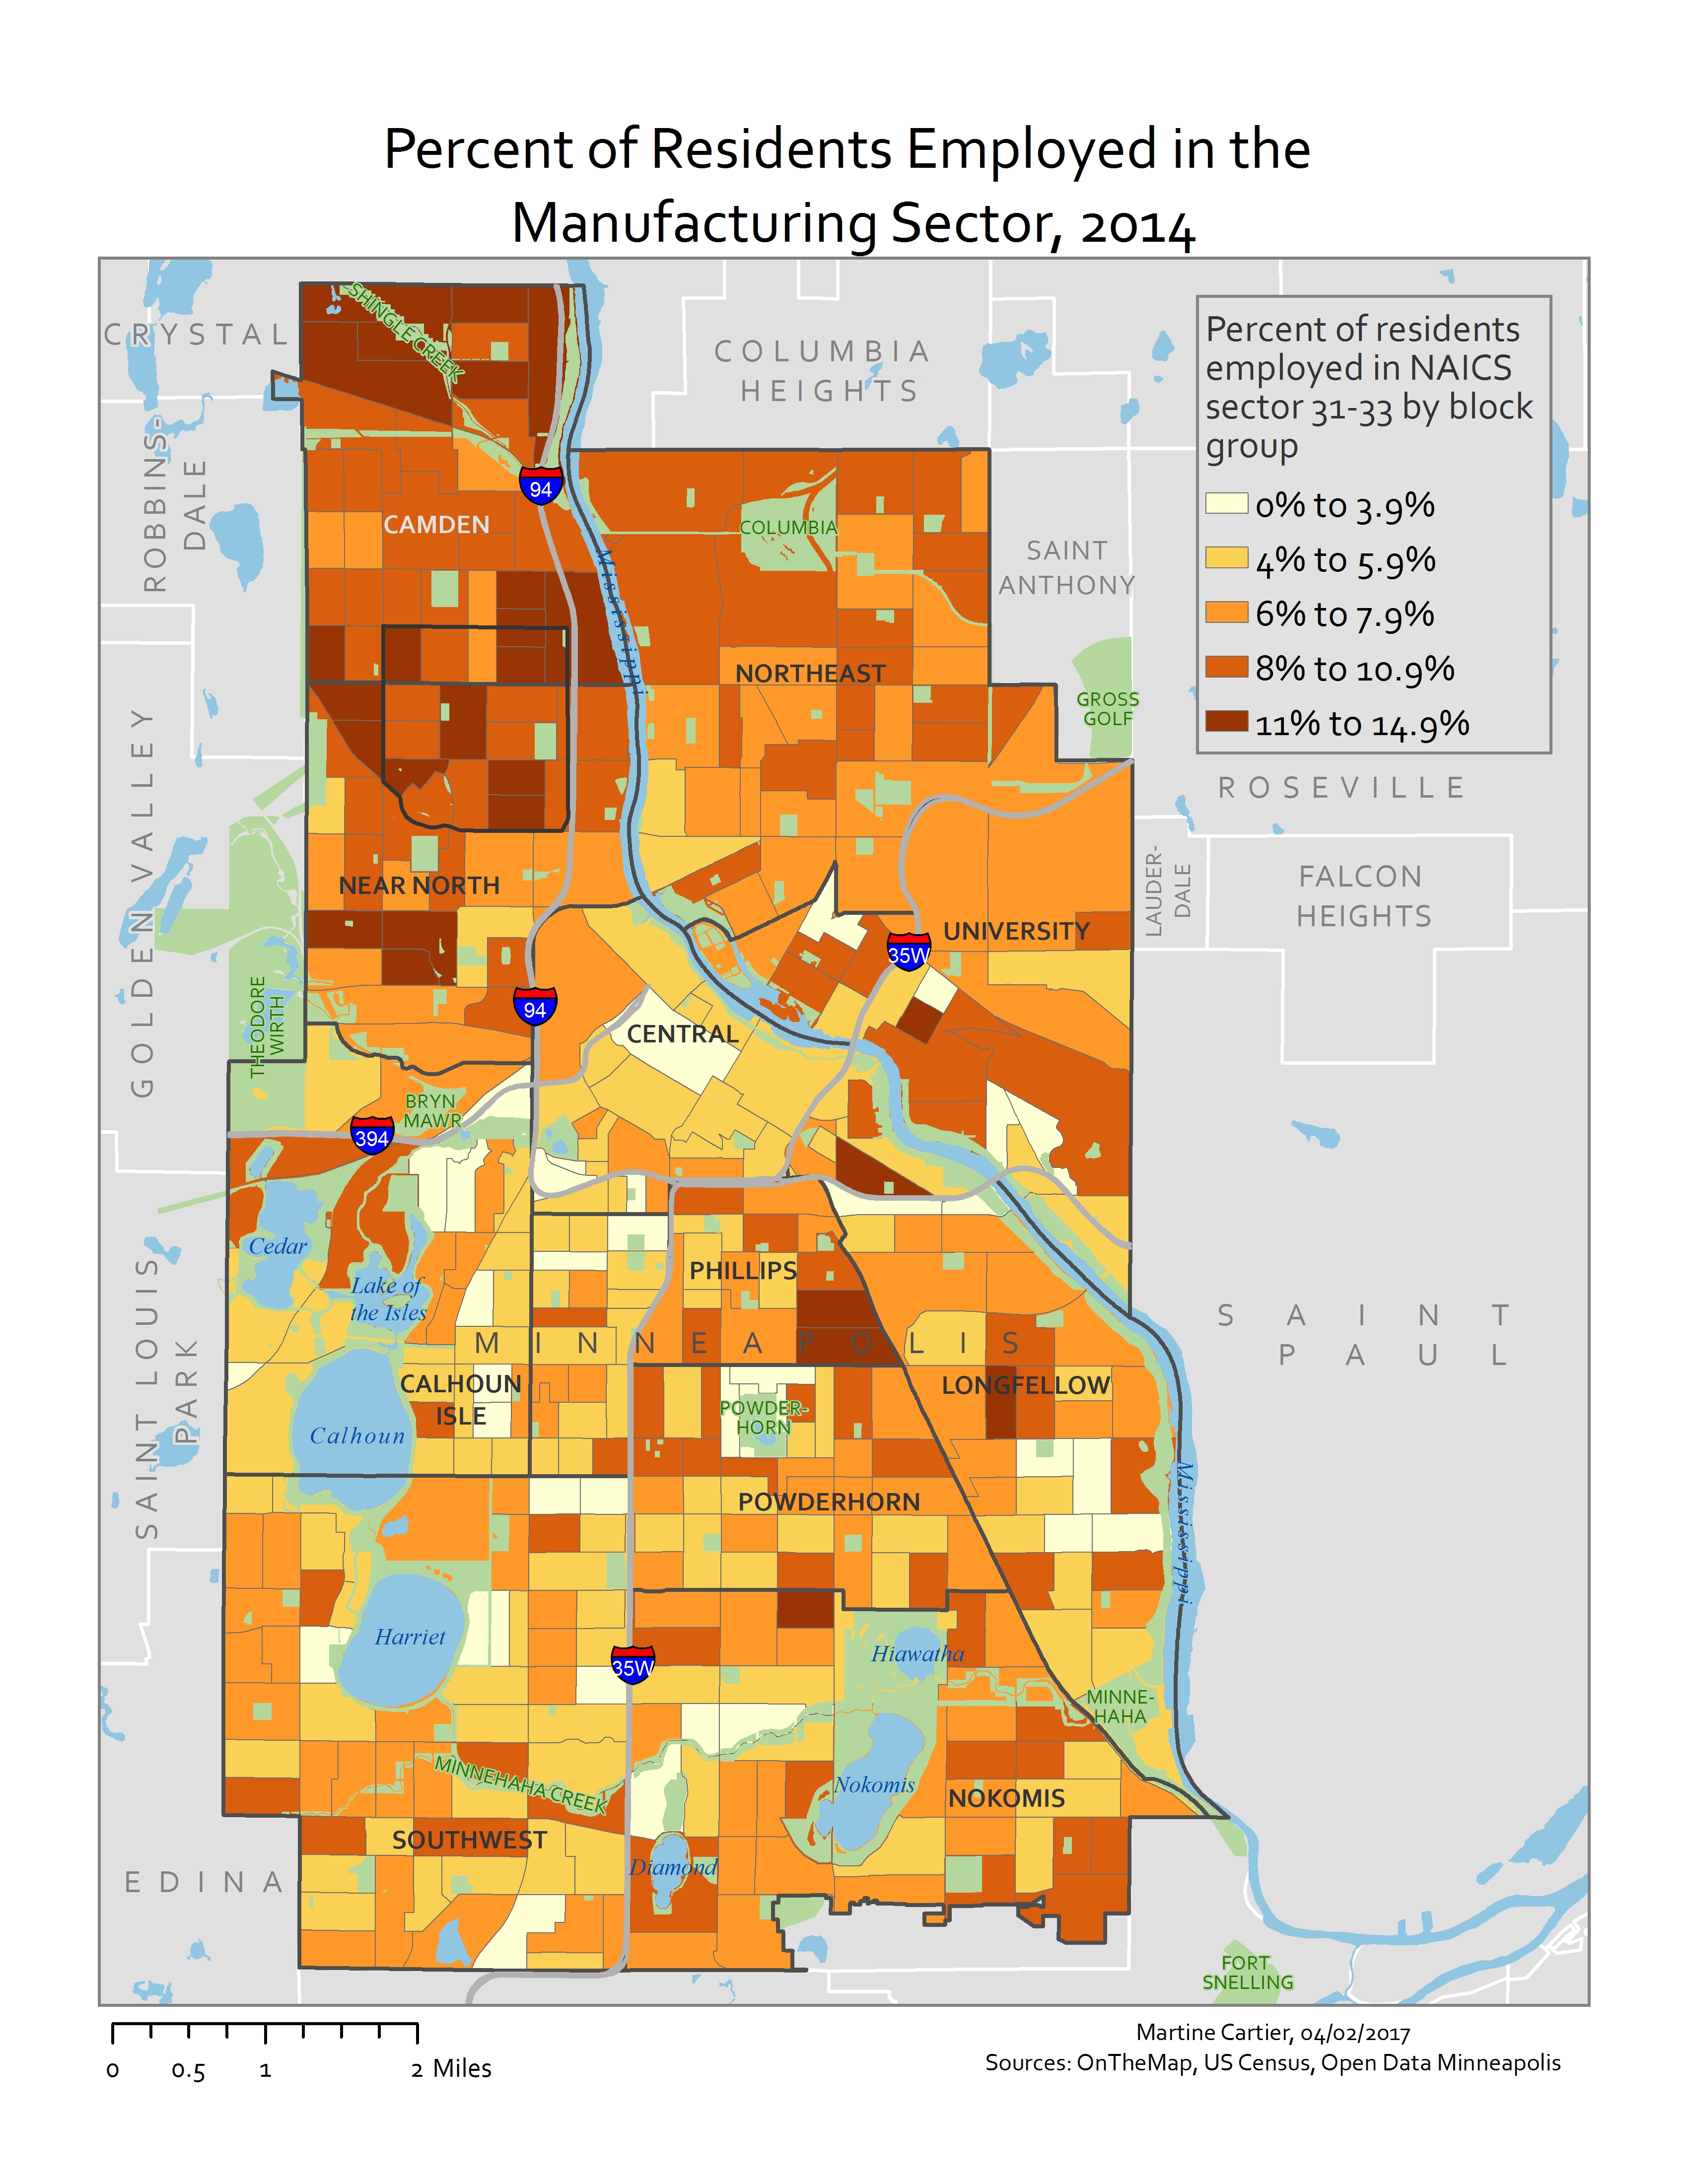 Percent of Residents Employed in the
Manufacturing Sector, 2014
CRYSTAL
SHINGLE CREEK
COLUMBIA
HEIGHTS
Percent of residents
employed in NAICS
sector 31-33 by block
group
0% to 3.9%
4% to 5.9%
6% to 7.9%
8% to 10.9%
11% to 14.9%
ROBBINS-
DALE
94
CAMDEN
COLUMBIA
SAINT
ANTHONY
Mississippi
NORTHEAST
GROSS
GOLF
GOLDEN VALLEY
ROSEVILLE
LAUDER-
DALE
FALCON
HEIGHTS
NEAR NORTH
UNIVERSITY
35W
THEODORE
WIRTH
94
CENTRAL
BRYN
MAWR
394
Cedar
Lake of
the Isles
PHILLIPS
SAINT
PAUL
MINNEAPOLIS
SAINT LOUIS
PARK
CALHOUN
ISLE
LONGFELLOW
POWDER-
HORN
Calhoun
POWDERHORN
Mississippi
Harriet
Hiawatha
35W
MINNE-
HAHA
MINNEHAHA CREEK
Nokomis
NOKOMIS
SOUTHWEST
Diamond
EDINA
FORT
SNELLING
0 0.5 1 2 Miles
Martine Cartier, 04/02/2017
Sources: OnTheMap, US Census, Open Data Minneapolis